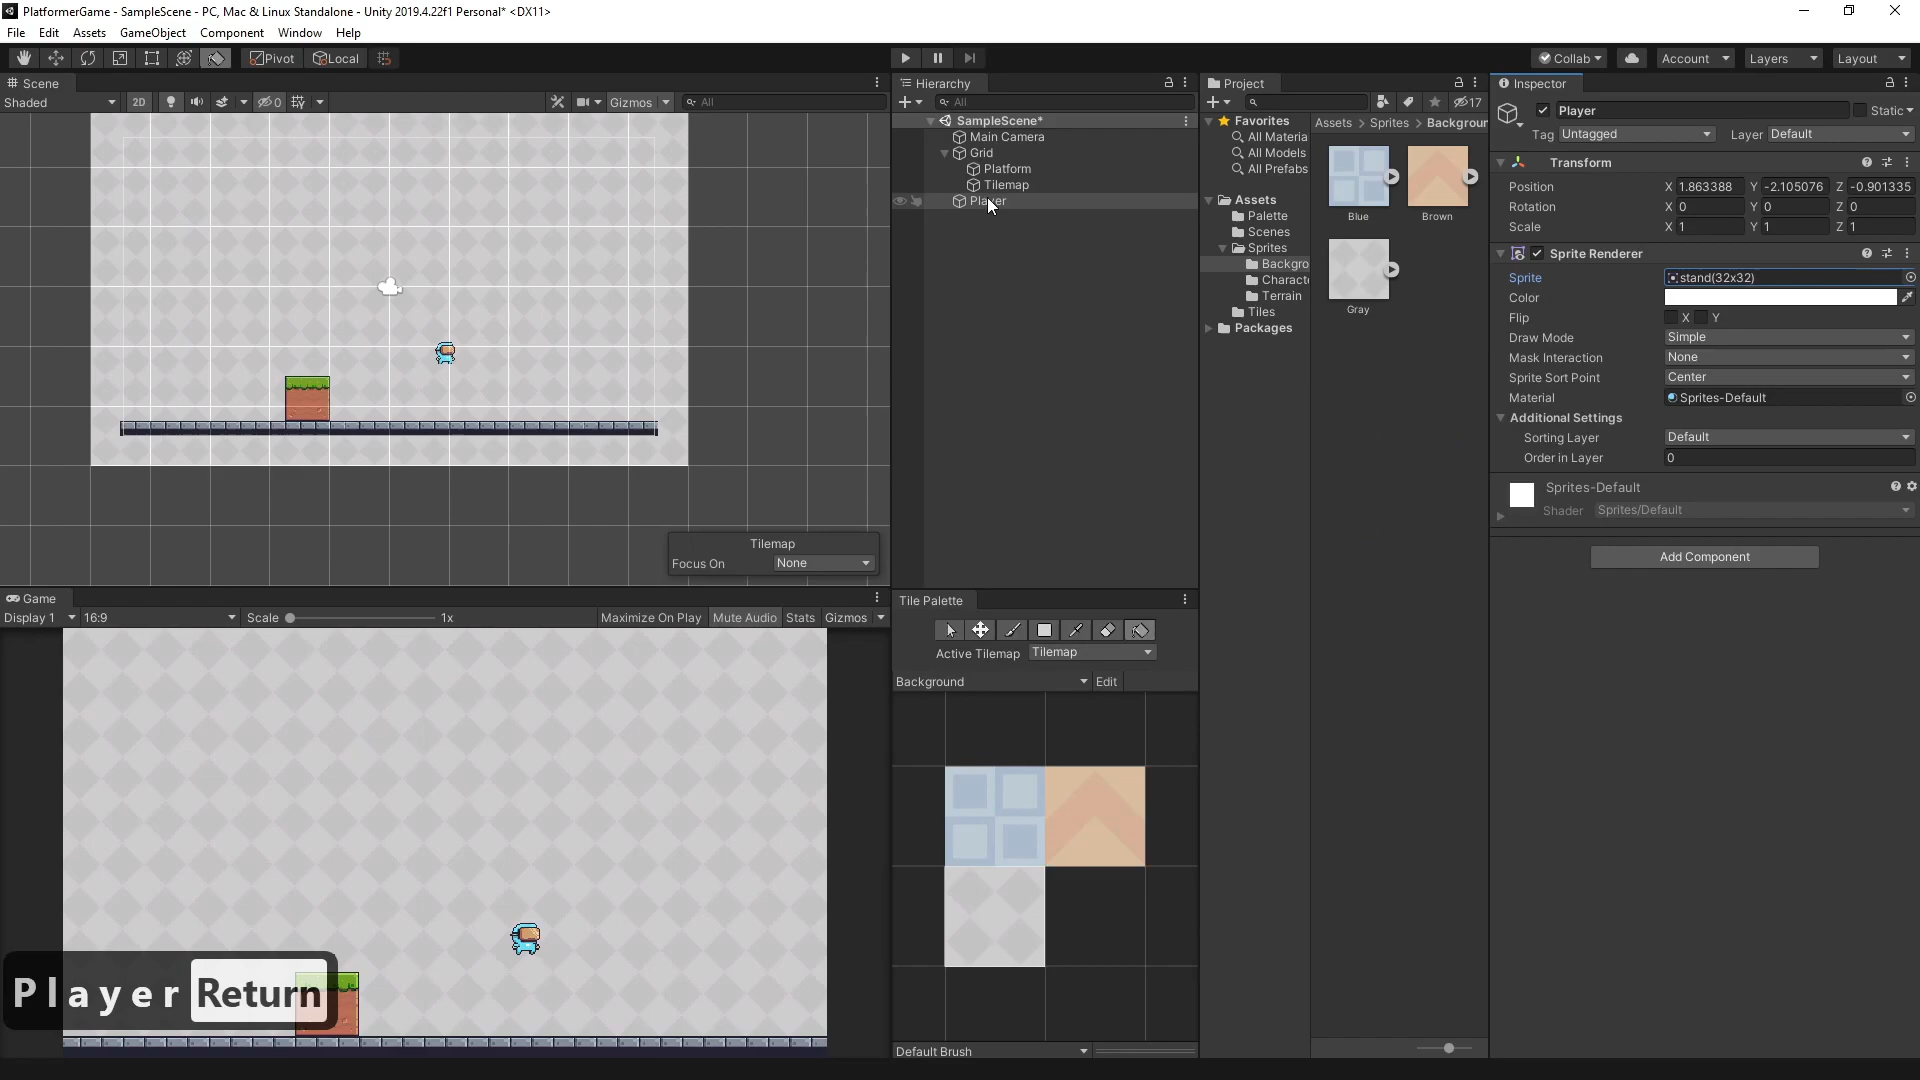 PlatformerGame - SampleScene - PC, Mac & Linux Standalone - Unity 2019.4.22f1 Personal* <DX11>
File Edit Assets GameObject Component Window Help
Pivot Local
Collab Account Layers Layout
Scene
Shaded 2D 0 Gizmos All
Tilemap
Focus On None
Game
Display 1 16:9 Scale 1x Maximize On Play Mute Audio Stats Gizmos
Player Return
Hierarchy
All
SampleScene*
Main Camera
Grid
Platform
Tilemap
Player
Tile Palette
Active Tilemap Tilemap
Background Edit
Default Brush
Project
17
Favorites
All Materia
All Models
All Prefabs
Assets
Palette
Scenes
Sprites
Backgro
Characte
Terrain
Tiles
Packages
Assets > Sprites > Backgroun
Blue Brown
Gray
Inspector
Player Static
Tag Untagged Layer Default
Transform
Position X 1.863388 Y -2.105076 Z -0.901335
Rotation X 0 Y 0 Z 0
Scale X 1 Y 1 Z 1
Sprite Renderer
Sprite stand(32x32)
Color
Flip X Y
Draw Mode Simple
Mask Interaction None
Sprite Sort Point Center
Material Sprites-Default
Additional Settings
Sorting Layer Default
Order in Layer 0
Sprites-Default
Shader Sprites/Default
Add Component